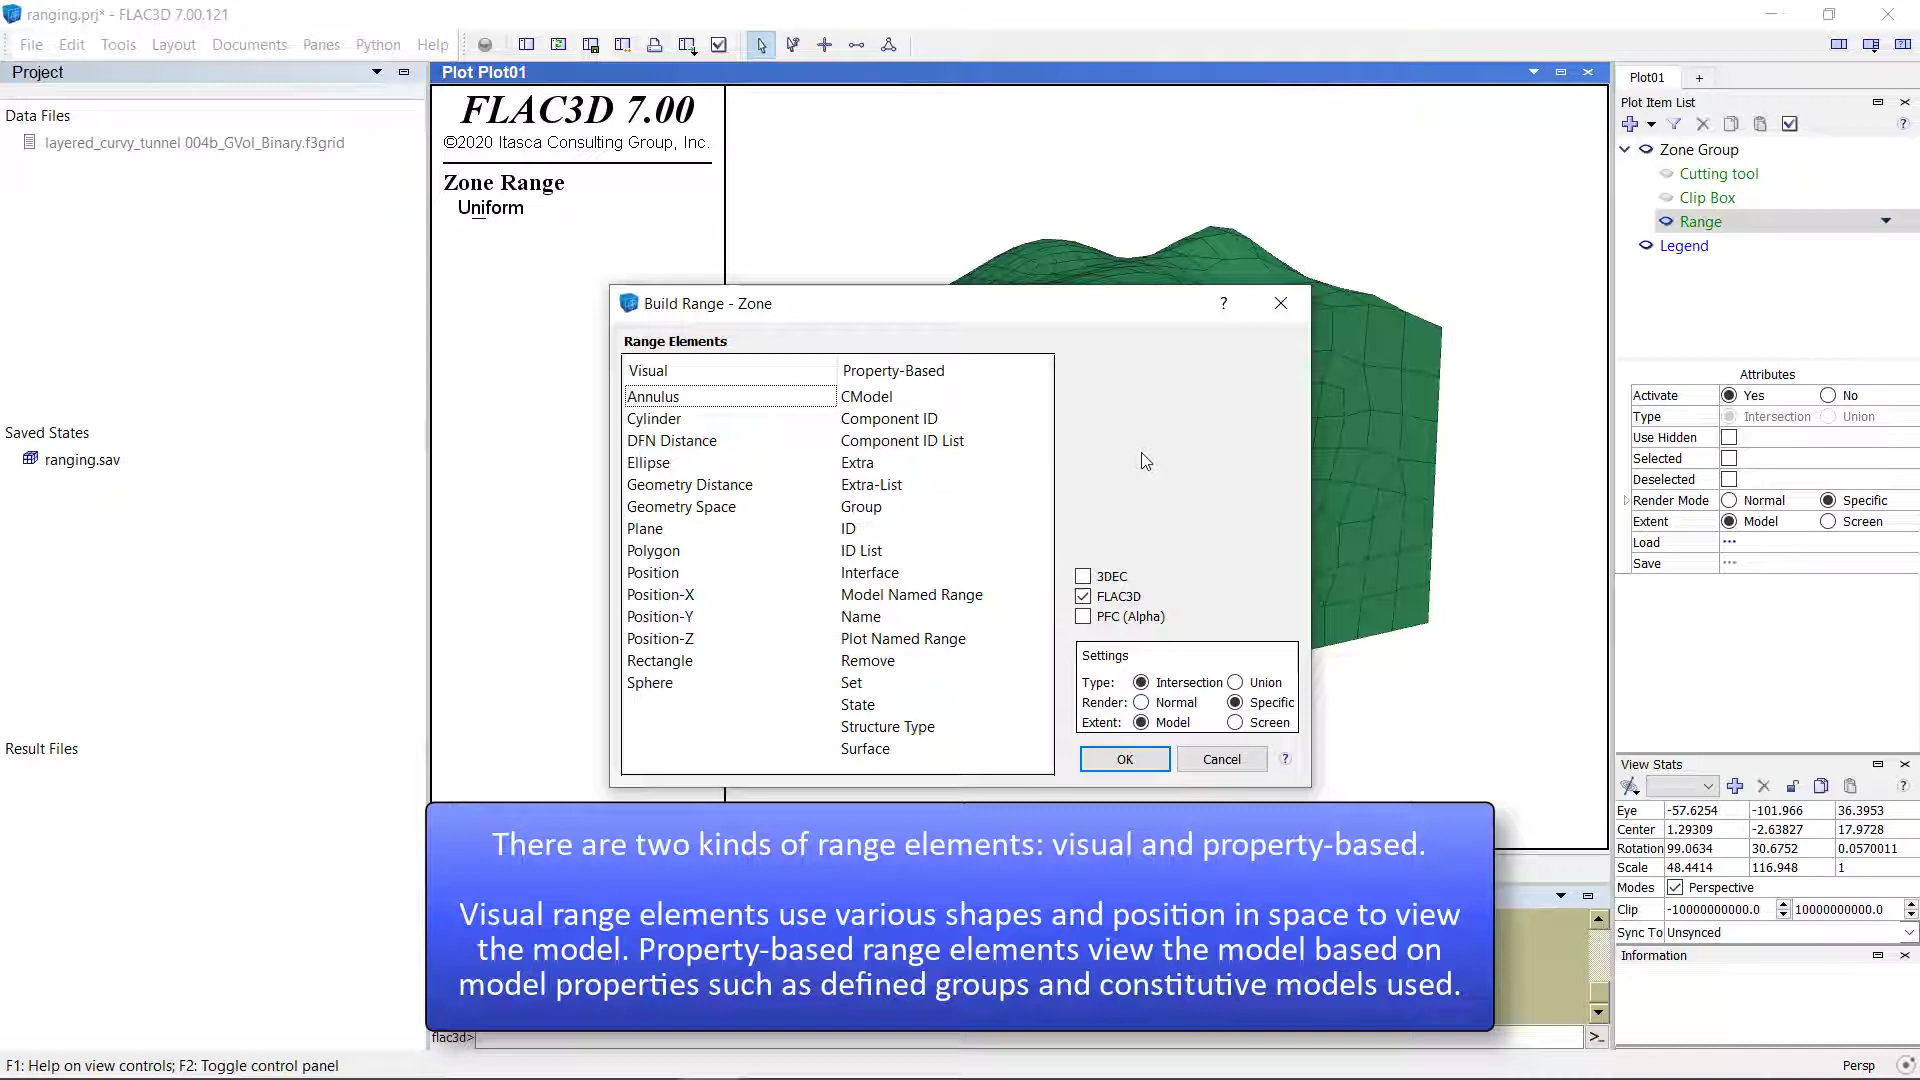 ranging.prj* - FLAC3D 7.00.121
File Edit Tools Layout Documents Panes Python Help
Project
Data Files
layered_curvy_tunnel 004b_GVol_Binary.f3grid
Saved States
ranging.sav
Result Files
Plot Plot01
FLAC3D 7.00
©2020 Itasca Consulting Group, Inc.
Zone Range
Uniform
Build Range - Zone
?
Range Elements
Visual Property-Based
Annulus CModel
Cylinder Component ID
DFN Distance Component ID List
Ellipse Extra
Geometry Distance Extra-List
Geometry Space Group
Plane ID
Polygon ID List
Position Interface
Position-X Model Named Range
Position-Y Name
Position-Z Plot Named Range
Rectangle Remove
Sphere Set
State
Structure Type
Surface
3DEC
FLAC3D
PFC (Alpha)
Settings
Type: Intersection Union
Render: Normal Specific
Extent: Model Screen
OK Cancel ?
There are two kinds of range elements: visual and property-based.
Visual range elements use various shapes and position in space to view
the model. Property-based range elements view the model based on
model properties such as defined groups and constitutive models used.
flac3d>
>_
Plot01 +
Plot Item List
?
Zone Group
Cutting tool
Clip Box
Range
Legend
Attributes
Activate Yes No
Type Intersection Union
Use Hidden
Selected
Deselected
Render Mode Normal Specific
Extent Model Screen
Load ...
Save ...
View Stats
?
Eye -57.6254 -101.966 36.3953
Center 1.29309 -2.63827 17.9728
Rotation 99.0634 30.6752 0.0570011
Scale 48.4414 116.948 1
Modes Perspective
Clip -10000000000.0 10000000000.0
Sync To Unsynced
Information
F1: Help on view controls; F2: Toggle control panel
Persp